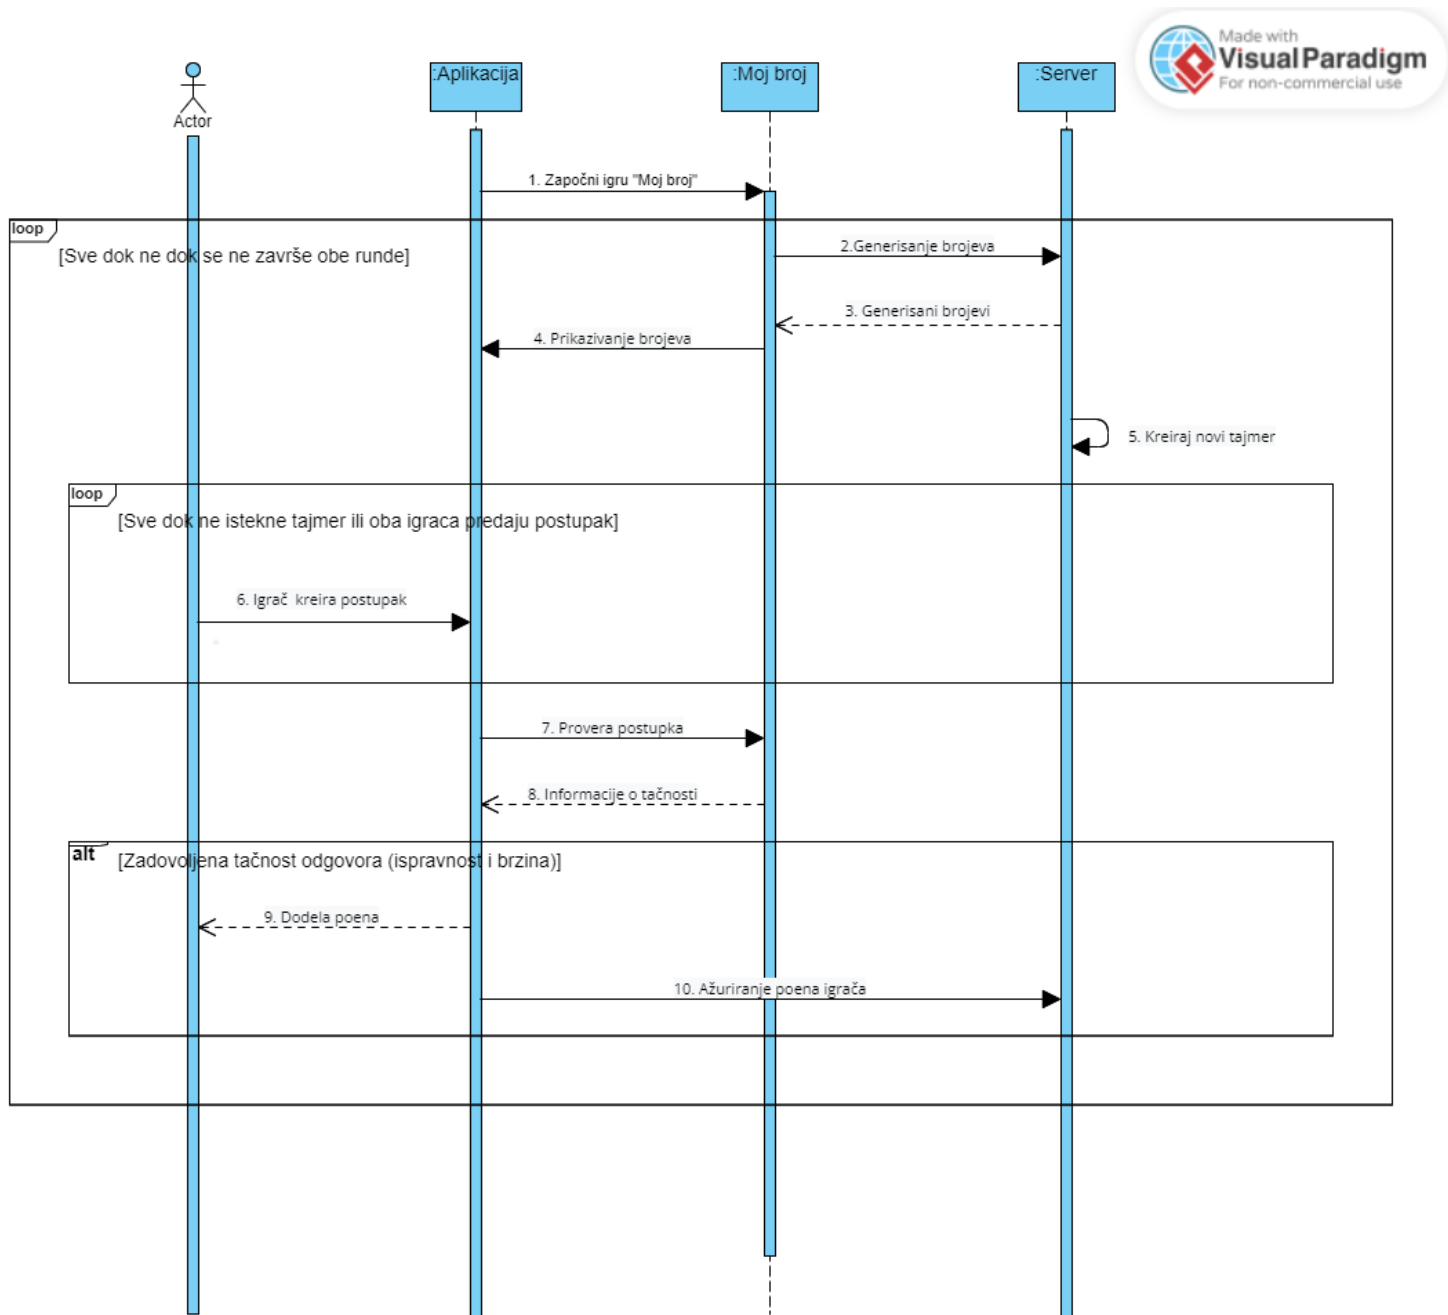 Made with
Visual Paradigm
For non-commercial use
:Aplikacija
:Moj broj
:Server
Actor
1. Započni igru "Moj broj"
loop
[Sve dok ne dok se ne završe obe runde]
2.Generisanje brojeva
3. Generisani brojevi
4. Prikazivanje brojeva
5. Kreiraj novi tajmer
loop
[Sve dok ne istekne tajmer ili oba igraca predaju postupak]
6. Igrač kreira postupak
7. Provera postupka
8. Informacije o tačnosti
alt
[Zadovoljena tačnost odgovora (ispravnost i brzina)]
9. Dodela poena
10. Ažuriranje poena igrača